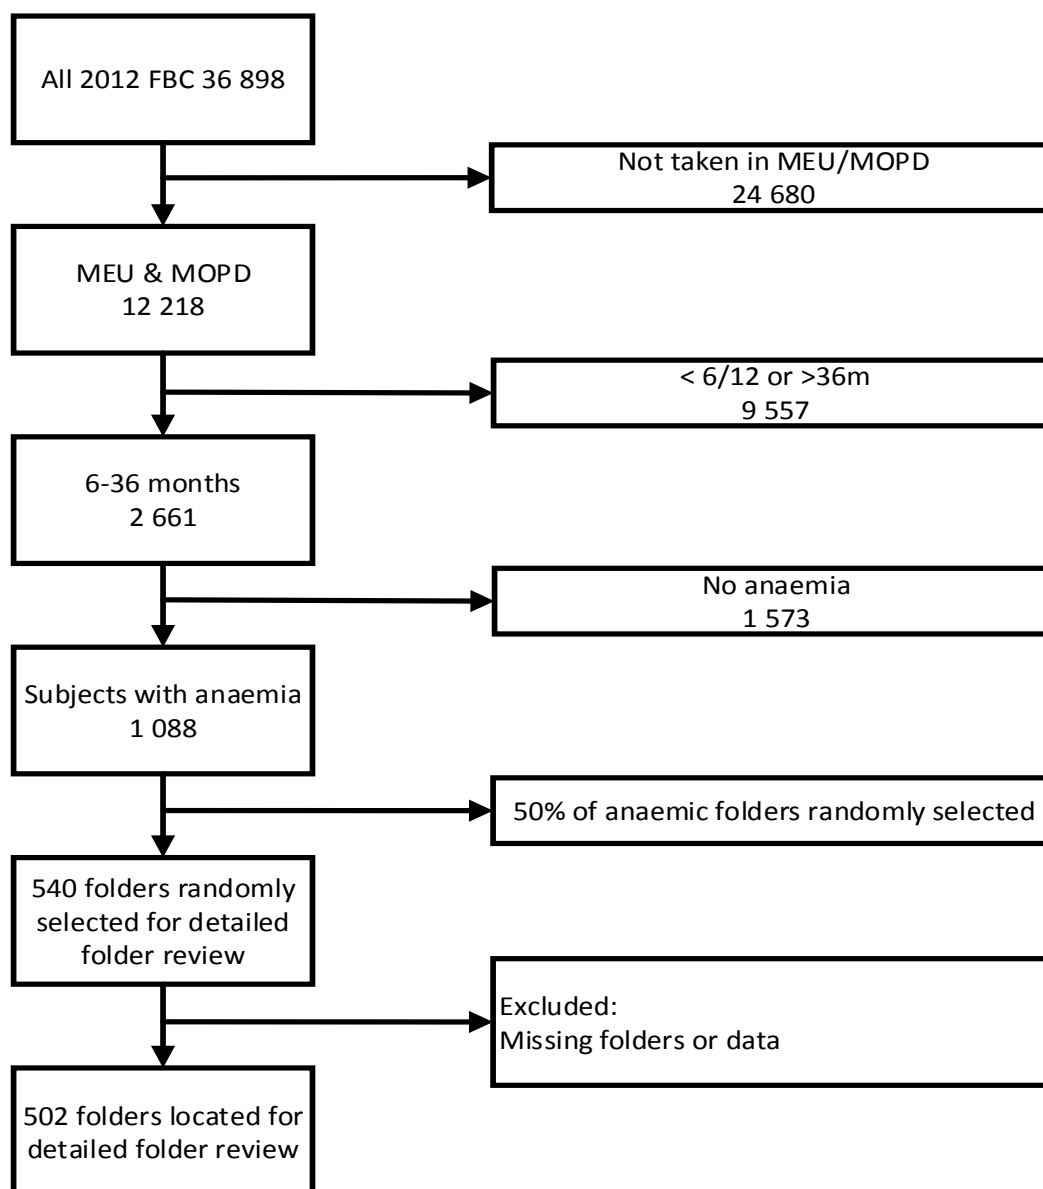 All 2012 FBC 36 898
Not taken in MEU/MOPD
24 680
MEU & MOPD
12 218
< 6/12 or >36m
9 557
6-36 months
2 661
No anaemia
1 573
Subjects with anaemia
1 088
50% of anaemic folders randomly selected
540 folders randomly
selected for detailed
folder review
Excluded:
Missing folders or data
502 folders located for
detailed folder review